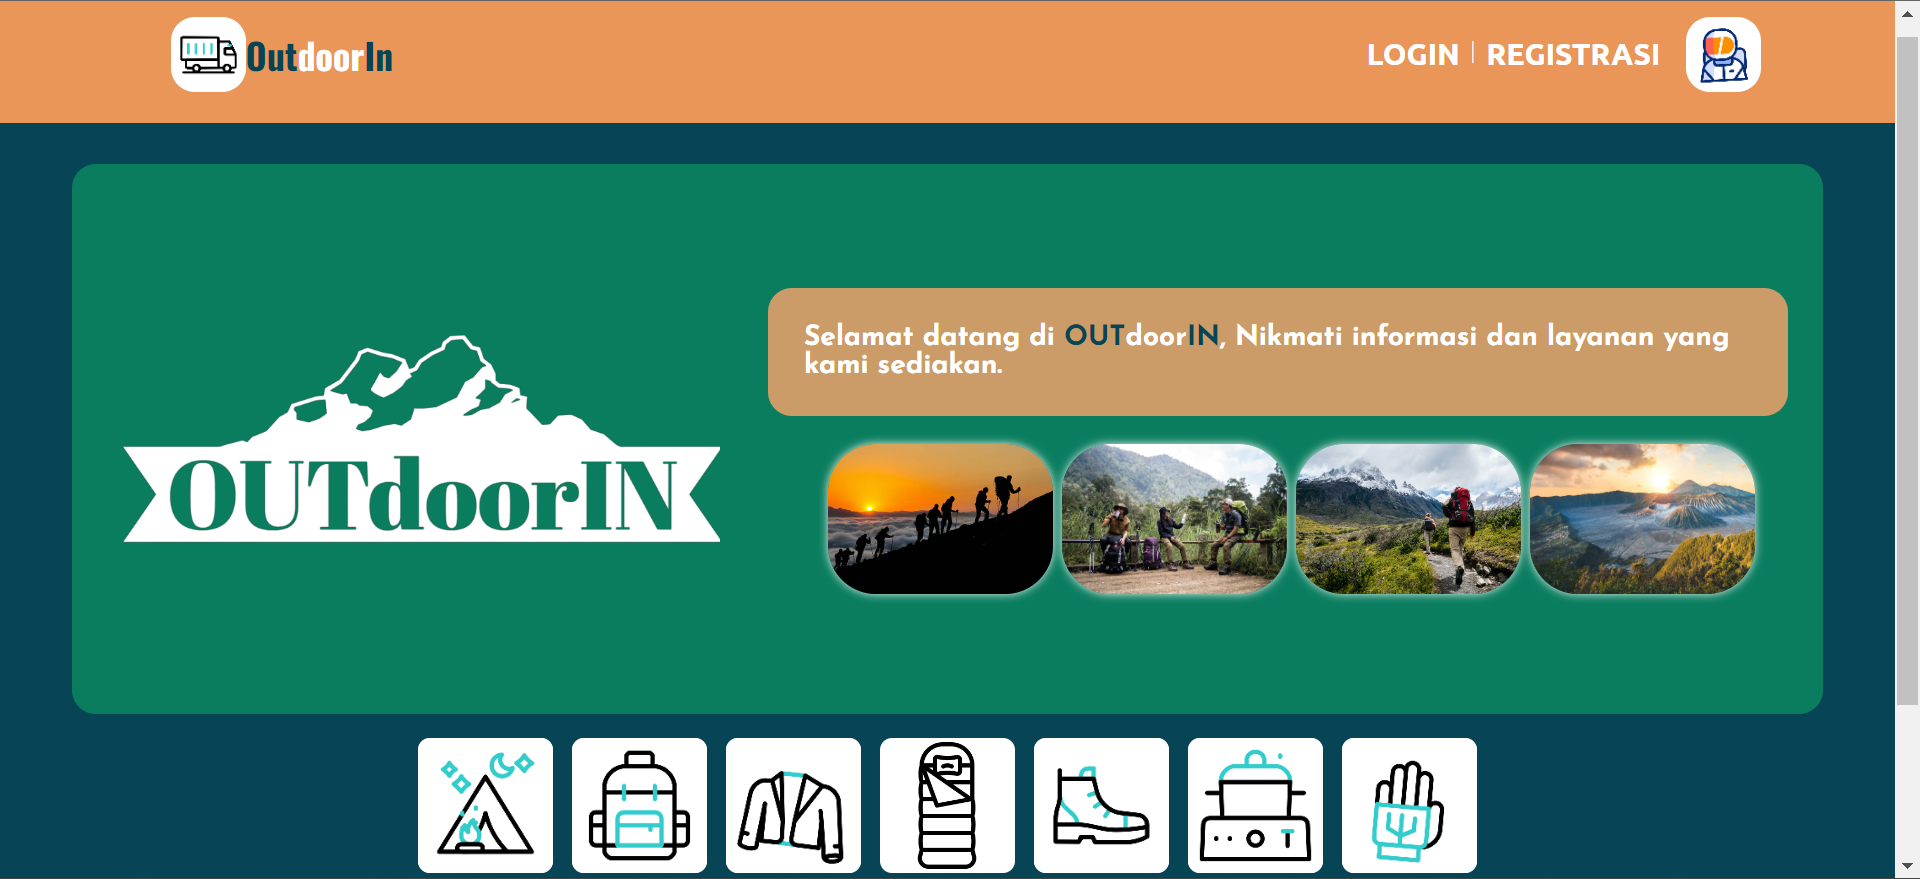 OutdoorIn
LOGIN | REGISTRASI
Selamat datang di OUTdoorIN, Nikmati informasi dan layanan yang
kami sediakan.
OUTdoorIN